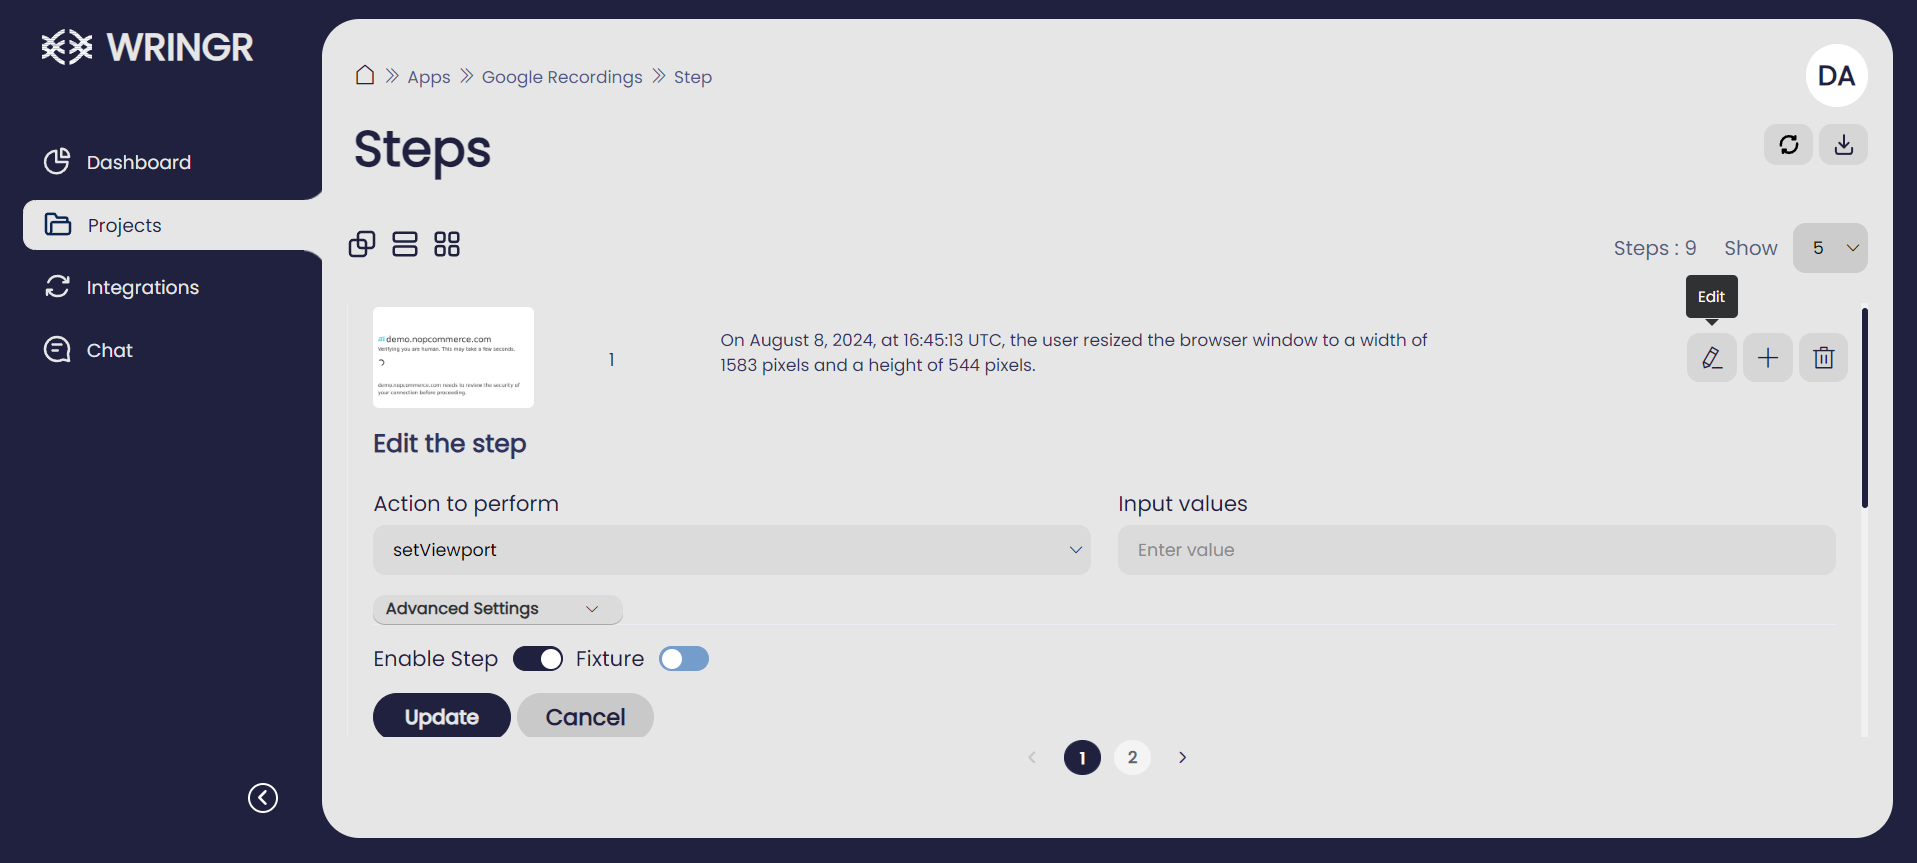 WRINGR
Apps
Google Recordings
Step
DA
Steps
Dashboard
Projects
Integrations
Chat
Steps : 9
Show
5
Edit
demo.nopcommerce.com
Verifying you are human. This may take a few seconds.
demo.nopcommerce.com needs to review the security of
your connection before proceeding.
1
On August 8, 2024, at 16:45:13 UTC, the user resized the browser window to a width of
1583 pixels and a height of 544 pixels.
Edit the step
Action to perform
Input values
setViewport
Enter value
Advanced Settings
Enable Step
Fixture
Update
Cancel
1
2